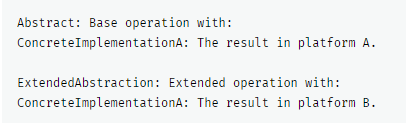 Abstract: Base operation with:
ConcreteImplementationA: The result in platform A.
ExtendedAbstraction: Extended operation with:
ConcreteImplementationA: The result in platform B.